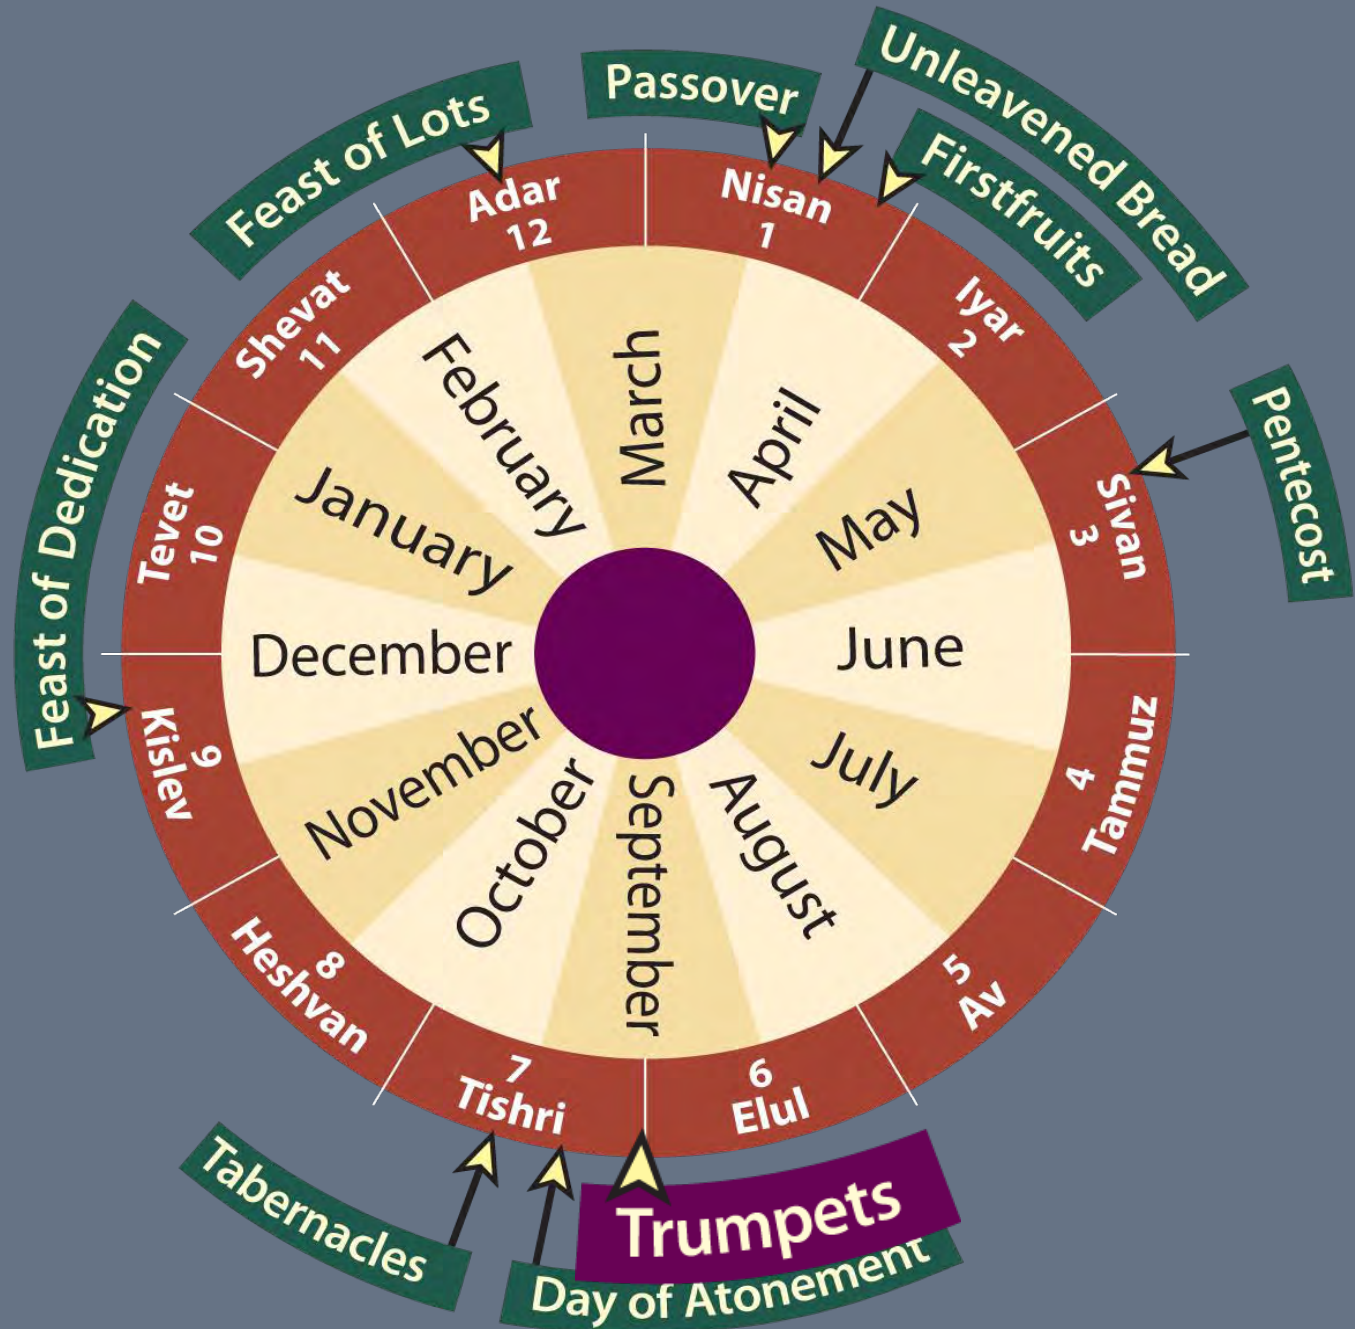 Passover
Unleavened Bread
Firstfruits
Pentecost
Trumpets
Day of Atonement
Tabernacles
Feast of Dedication
Feast of Lots
Nisan
1
Iyar
2
Sivan
3
4
Tammuz
5
Av
6
Elul
7
Tishri
8
Heshvan
9
Kislev
Tevet
10
Shevat
11
Adar
12
March
April
May
June
July
August
September
October
November
December
January
February